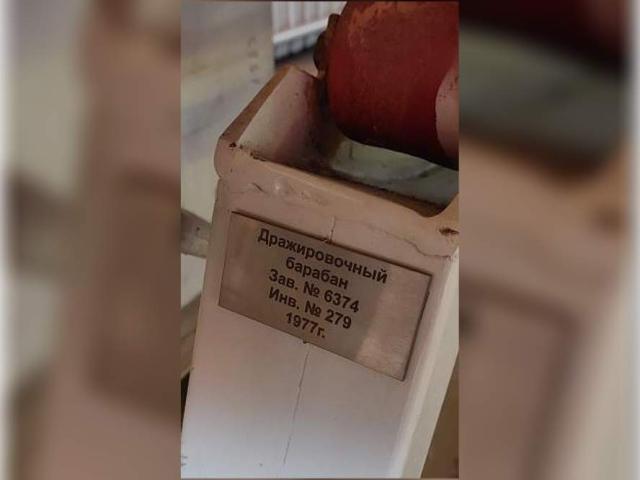 Дражировочный
барабан
Зав. № 6374
Инв. № 279
1977г.